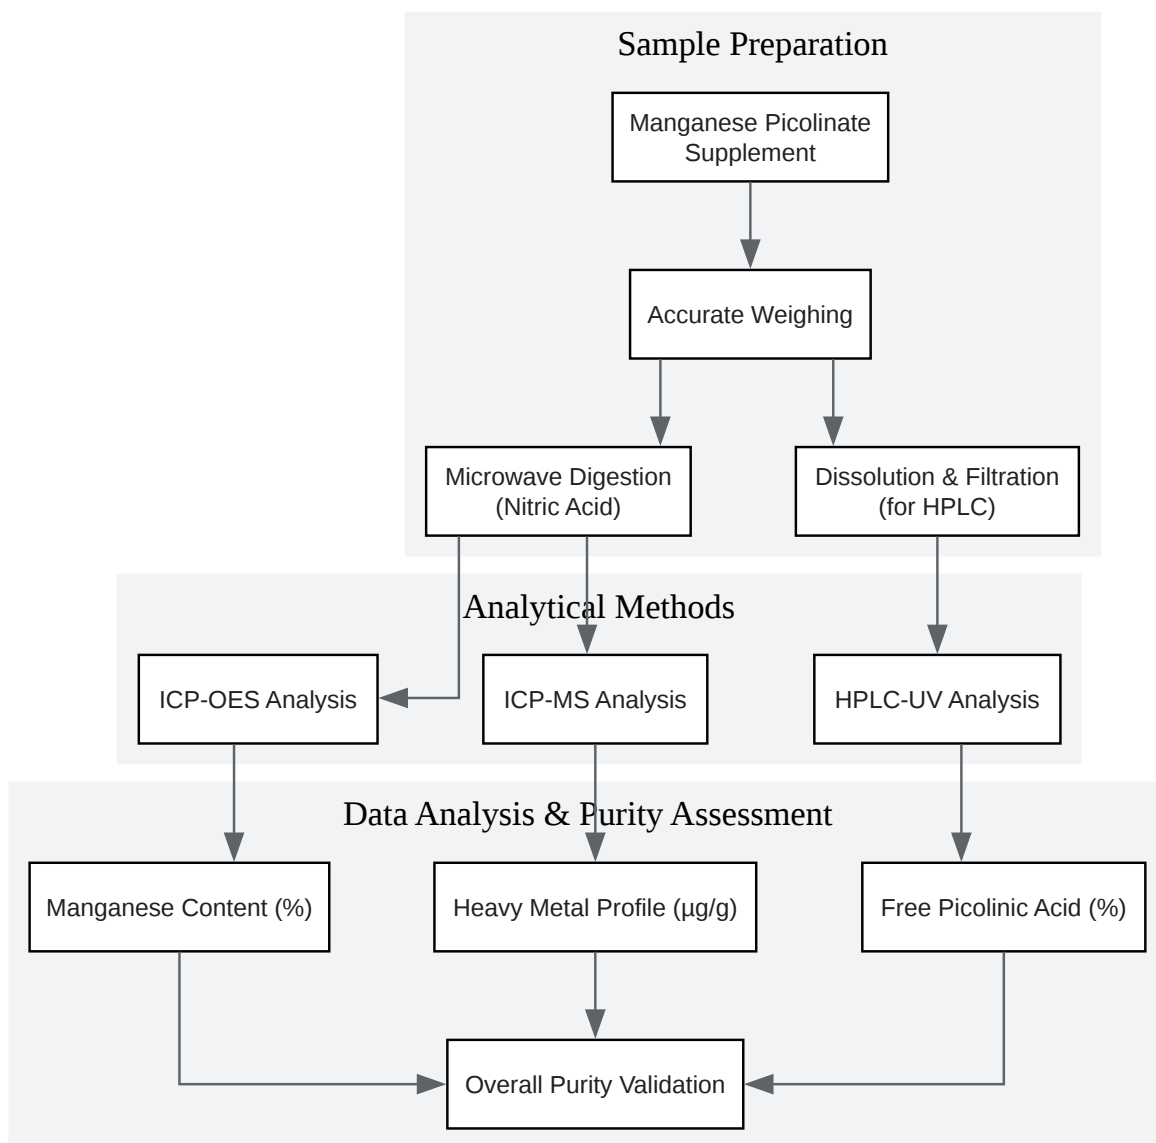 Sample Preparation
Manganese Picolinate
Supplement
Accurate Weighing
Microwave Digestion
(Nitric Acid)
Dissolution & Filtration
(for HPLC)
Analytical Methods
ICP-OES Analysis
ICP-MS Analysis
HPLC-UV Analysis
Data Analysis & Purity Assessment
Manganese Content (%)
Heavy Metal Profile (µg/g)
Free Picolinic Acid (%)
Overall Purity Validation